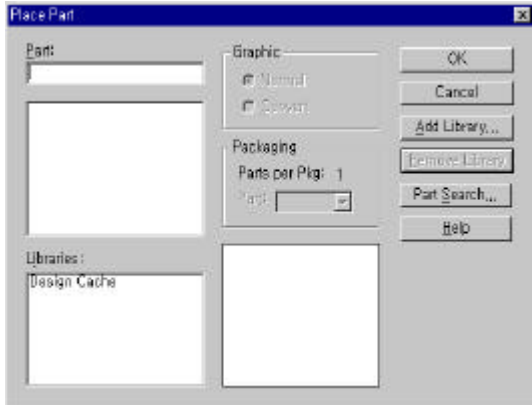 Place Part
Part:
Graphic
Normal
Convert
Packaging
Parts per Pkg: 1
Part:
Libraries:
Design Cache
OK
Cancel
Add Library...
Remove Library
Part Search...
Help